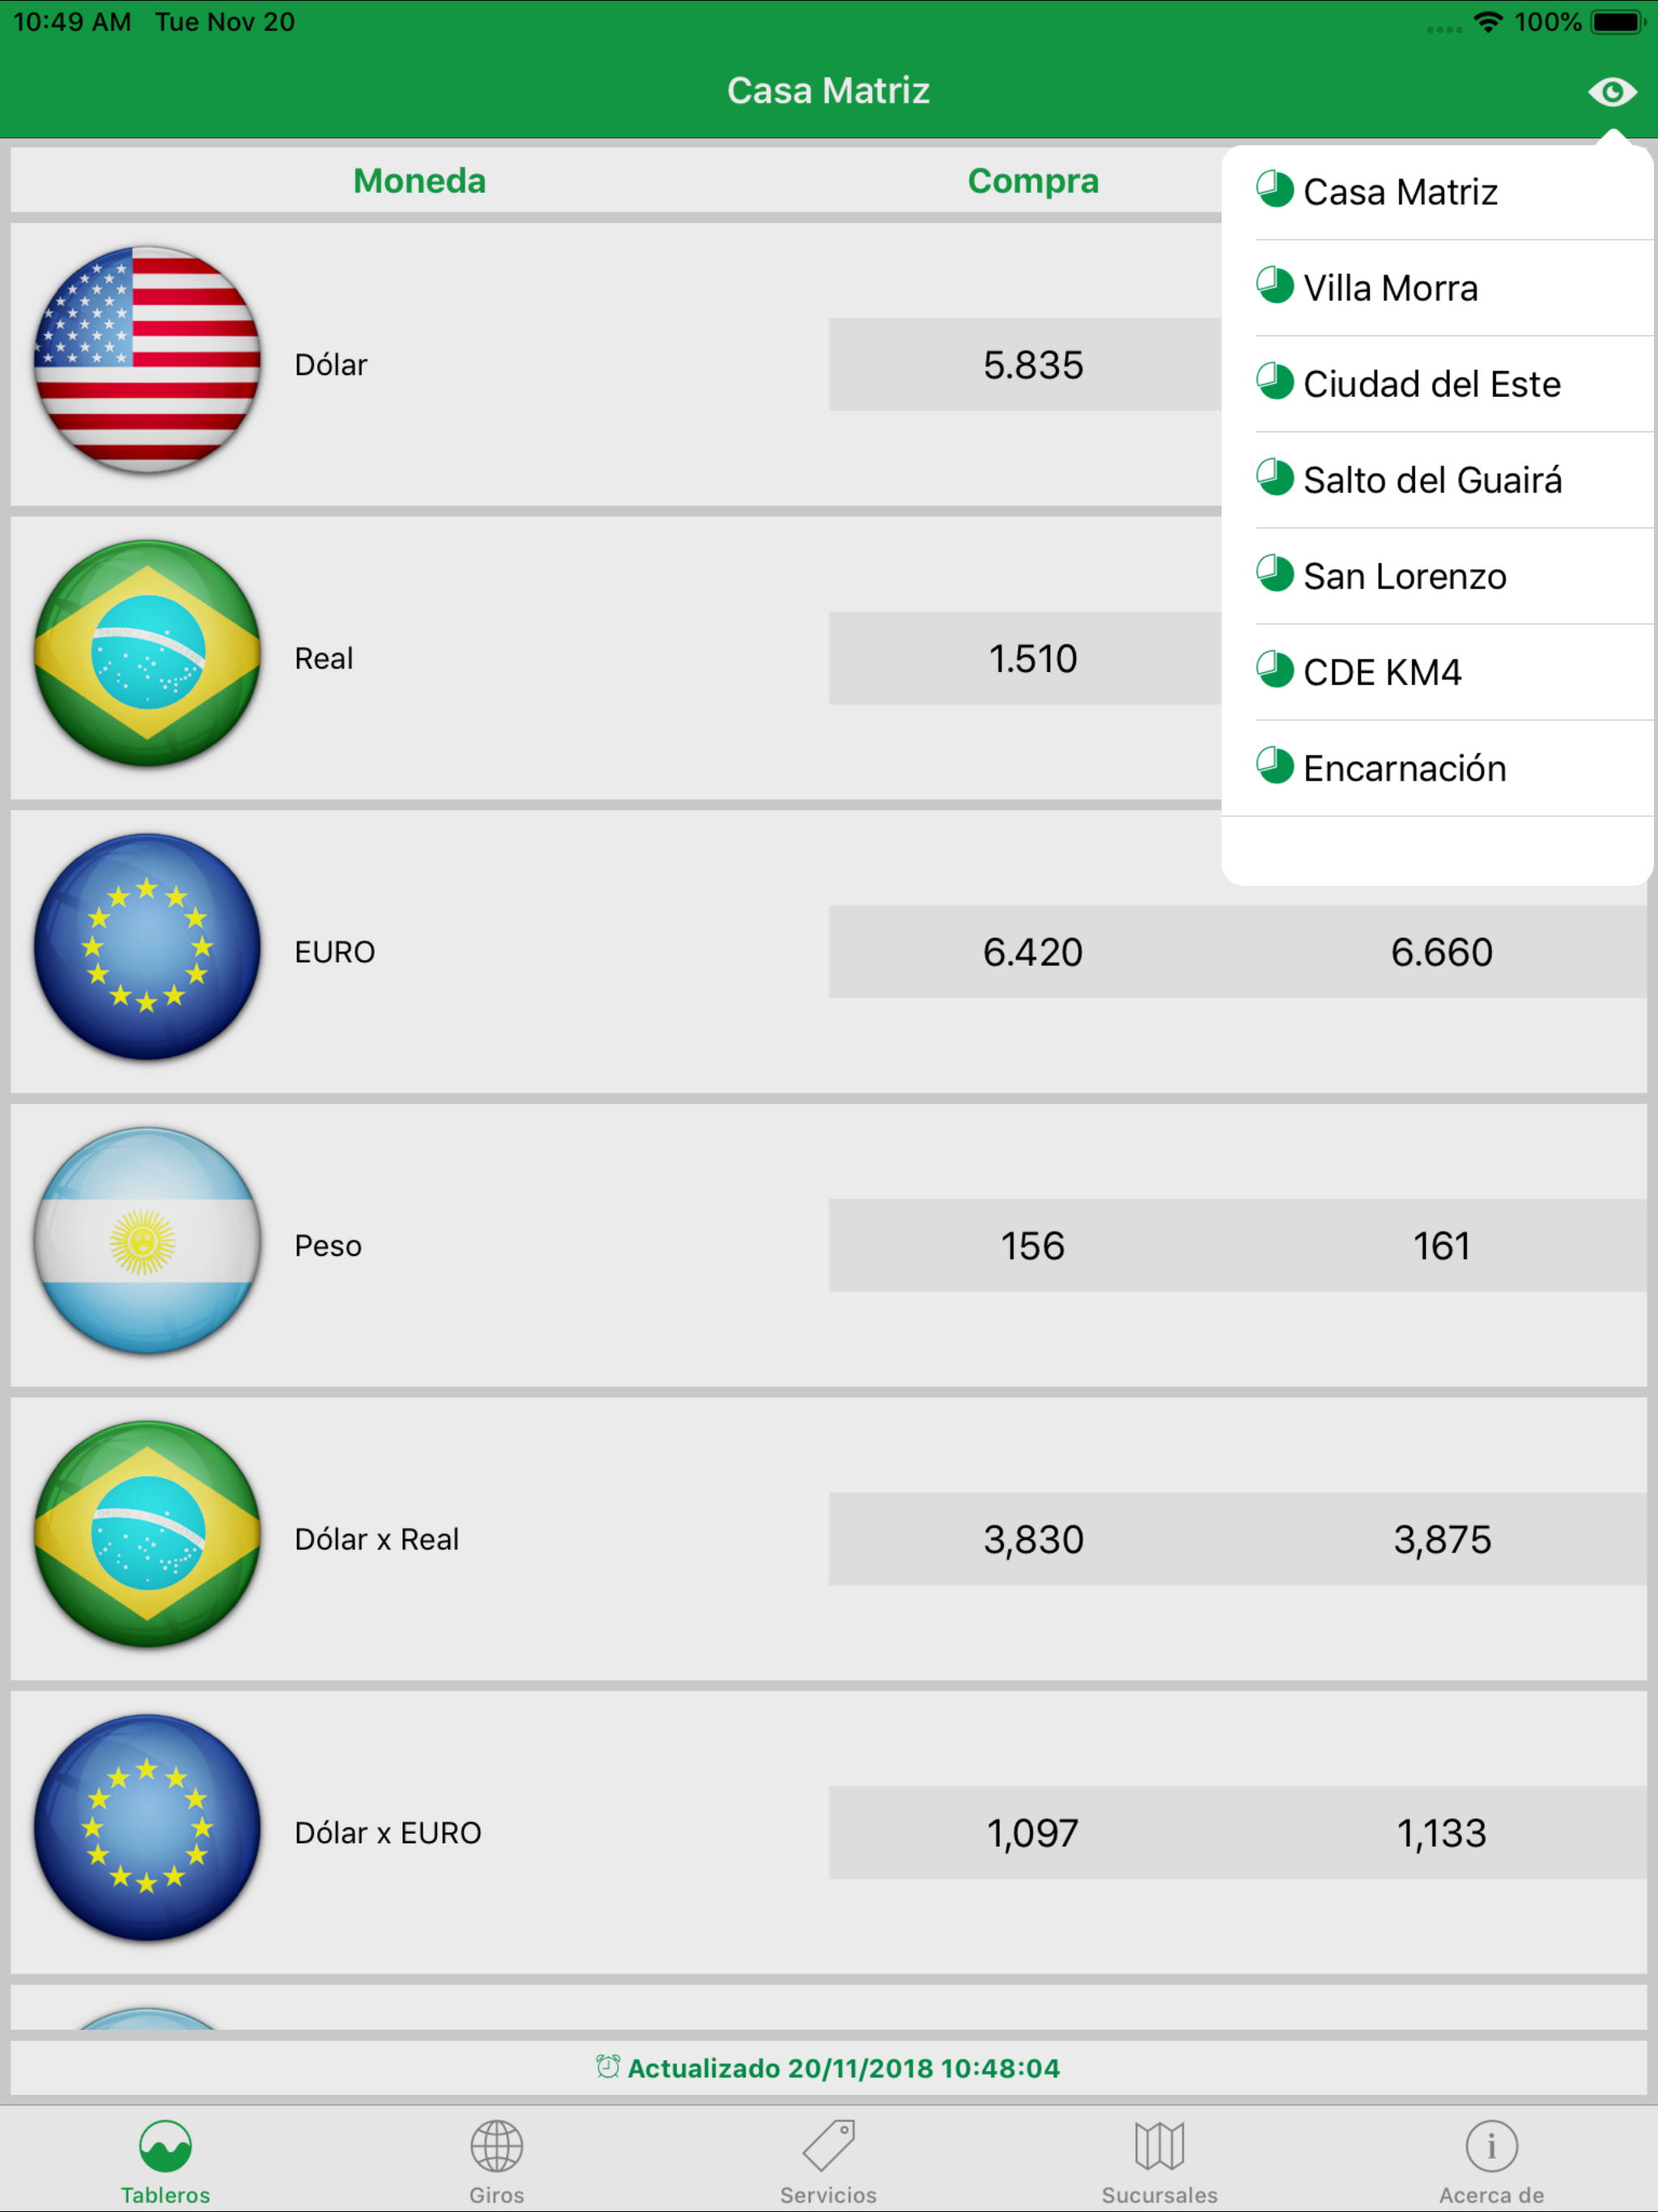 10:49 AM Tue Nov 20 100%
Casa Matriz
Moneda Compra
Casa Matriz
Villa Morra
Ciudad del Este
Salto del Guairá
San Lorenzo
CDE KM4
Encarnación
Dólar 5.835
Real 1.510
EURO 6.420 6.660
Peso 156 161
Dólar x Real 3,830 3,875
Dólar x EURO 1,097 1,133
Actualizado 20/11/2018 10:48:04
Tableros Giros Servicios Sucursales Acerca de